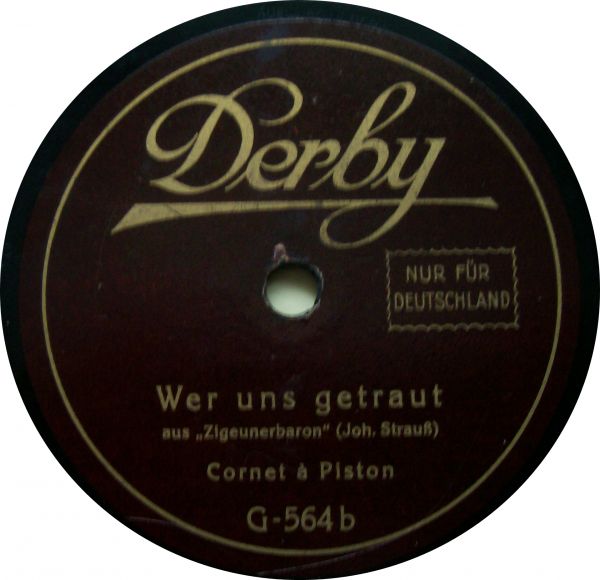 Derby
NUR FÜR
DEUTSCHLAND
Wer uns getraut
aus „Zigeunerbaron" (Joh. Strauß)
Cornet à Piston
G-564b